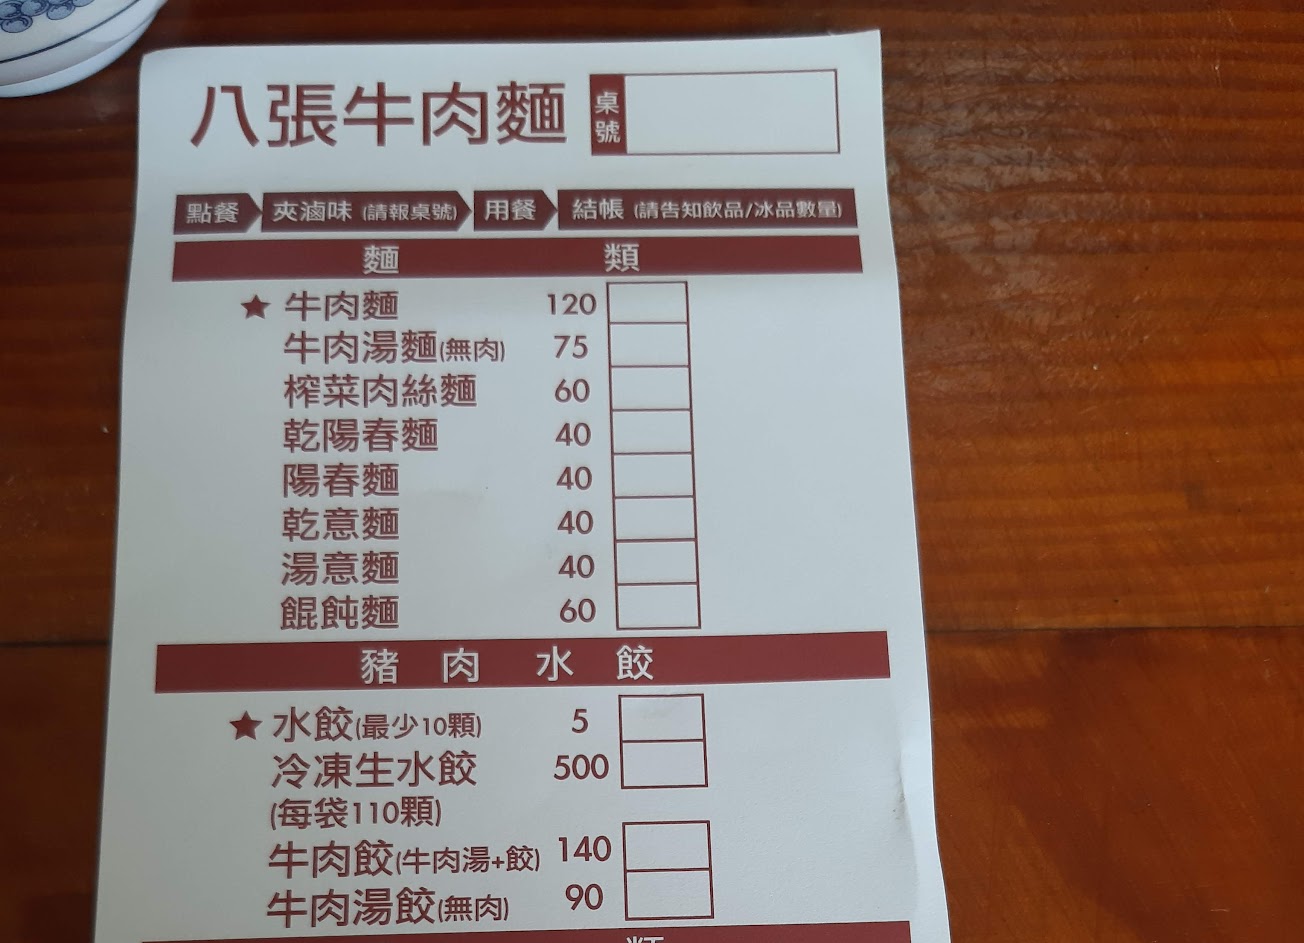 八張牛肉麵 桌號
點餐 夾滷味(請報桌號) 用餐 結帳(請告知飲品/冰品數量)
麵 類
★ 牛肉麵 120
牛肉湯麵(無肉) 75
榨菜肉絲麵 60
乾陽春麵 40
陽春麵 40
乾意麵 40
湯意麵 40
餛飩麵 60
豬肉水餃
★ 水餃(最少10顆) 5
冷凍生水餃 500
(每袋110顆)
牛肉餃(牛肉湯+餃) 140
牛肉湯餃(無肉) 90